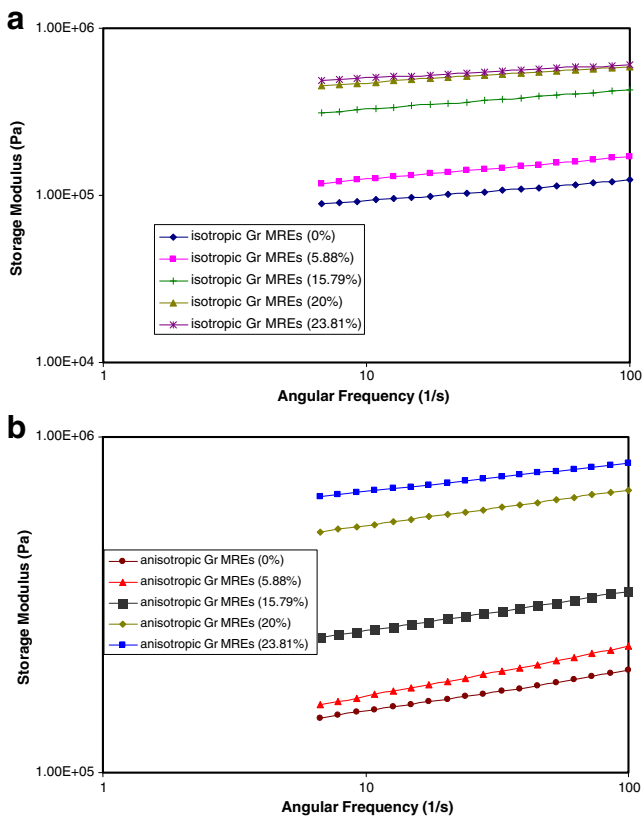 a
1.00E+06
1.00E+05
1.00E+04
Storage Modulus (Pa)
isotropic Gr MREs (0%)
isotropic Gr MREs (5.88%)
isotropic Gr MREs (15.79%)
isotropic Gr MREs (20%)
isotropic Gr MREs (23.81%)
1
10
100
Angular Frequency (1/s)
b
1.00E+06
1.00E+05
Storage Modulus (Pa)
anisotropic Gr MREs (0%)
anisotropic Gr MREs (5.88%)
anisotropic Gr MREs (15.79%)
anisotropic Gr MREs (20%)
anisotropic Gr MREs (23.81%)
1
10
100
Angular Frequency (1/s)